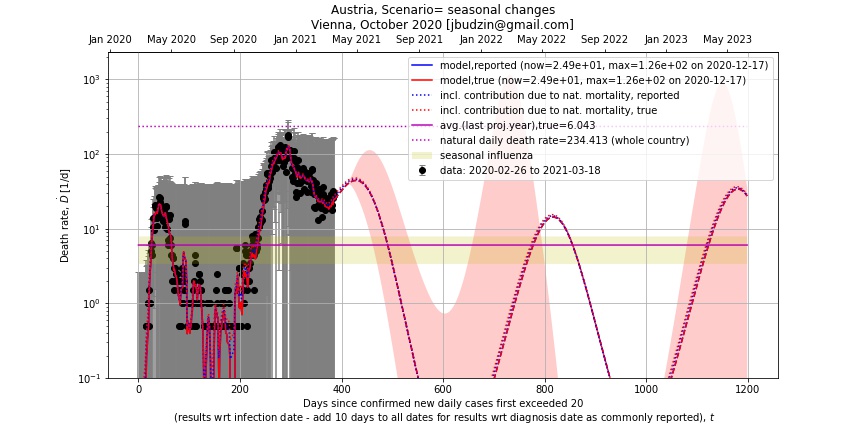 Austria, Scenario= seasonal changes
Vienna, October 2020 [jbudzin@gmail.com]
Jan 2020 May 2020 Sep 2020 Jan 2021 May 2021 Sep 2021 Jan 2022 May 2022 Sep 2022 Jan 2023 May 2023
model,reported (now=2.49e+01, max=1.26e+02 on 2020-12-17)
model,true (now=2.49e+01, max=1.26e+02 on 2020-12-17)
incl. contribution due to nat. mortality, reported
incl. contribution due to nat. mortality, true
avg.(last proj.year),true=6.043
natural daily death rate=234.413 (whole country)
seasonal influenza
data: 2020-02-26 to 2021-03-18
Death rate, D [1/d]
10³
10²
10¹
10⁰
10⁻¹
0 200 400 600 800 1000 1200
Days since confirmed new daily cases first exceeded 20
(results wrt infection date - add 10 days to all dates for results wrt diagnosis date as commonly reported), t